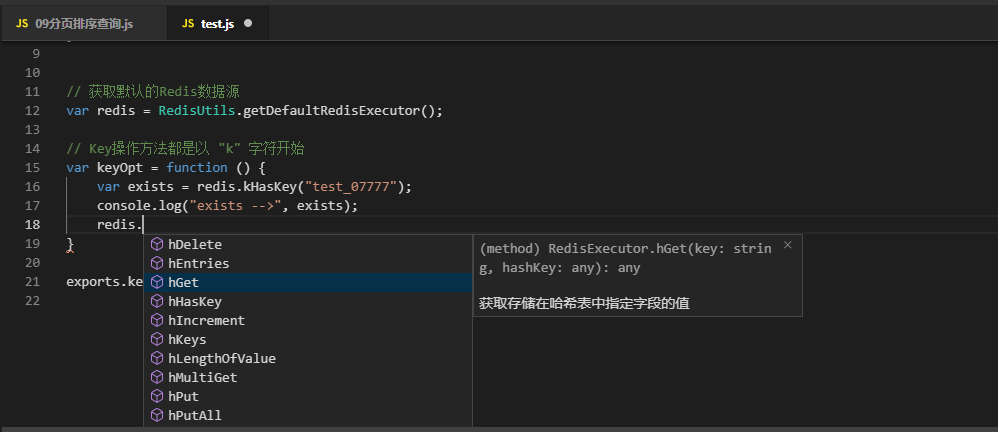 JS 09分页排序查询.js JS test.js
9
10
11 // 获取默认的Redis数据源
12 var redis = RedisUtils.getDefaultRedisExecutor();
13
14 // Key操作方法都是以 "k" 字符开始
15 var keyOpt = function () {
16 var exists = redis.kHasKey("test_07777");
17 console.log("exists -->", exists);
18 redis.
19 }
20
21 exports.ke
22
hDelete
hEntries
hGet
hHasKey
hIncrement
hKeys
hLengthOfValue
hMultiGet
hPut
hPutAll
(method) RedisExecutor.hGet(key: strin
g, hashKey: any): any
获取存储在哈希表中指定字段的值